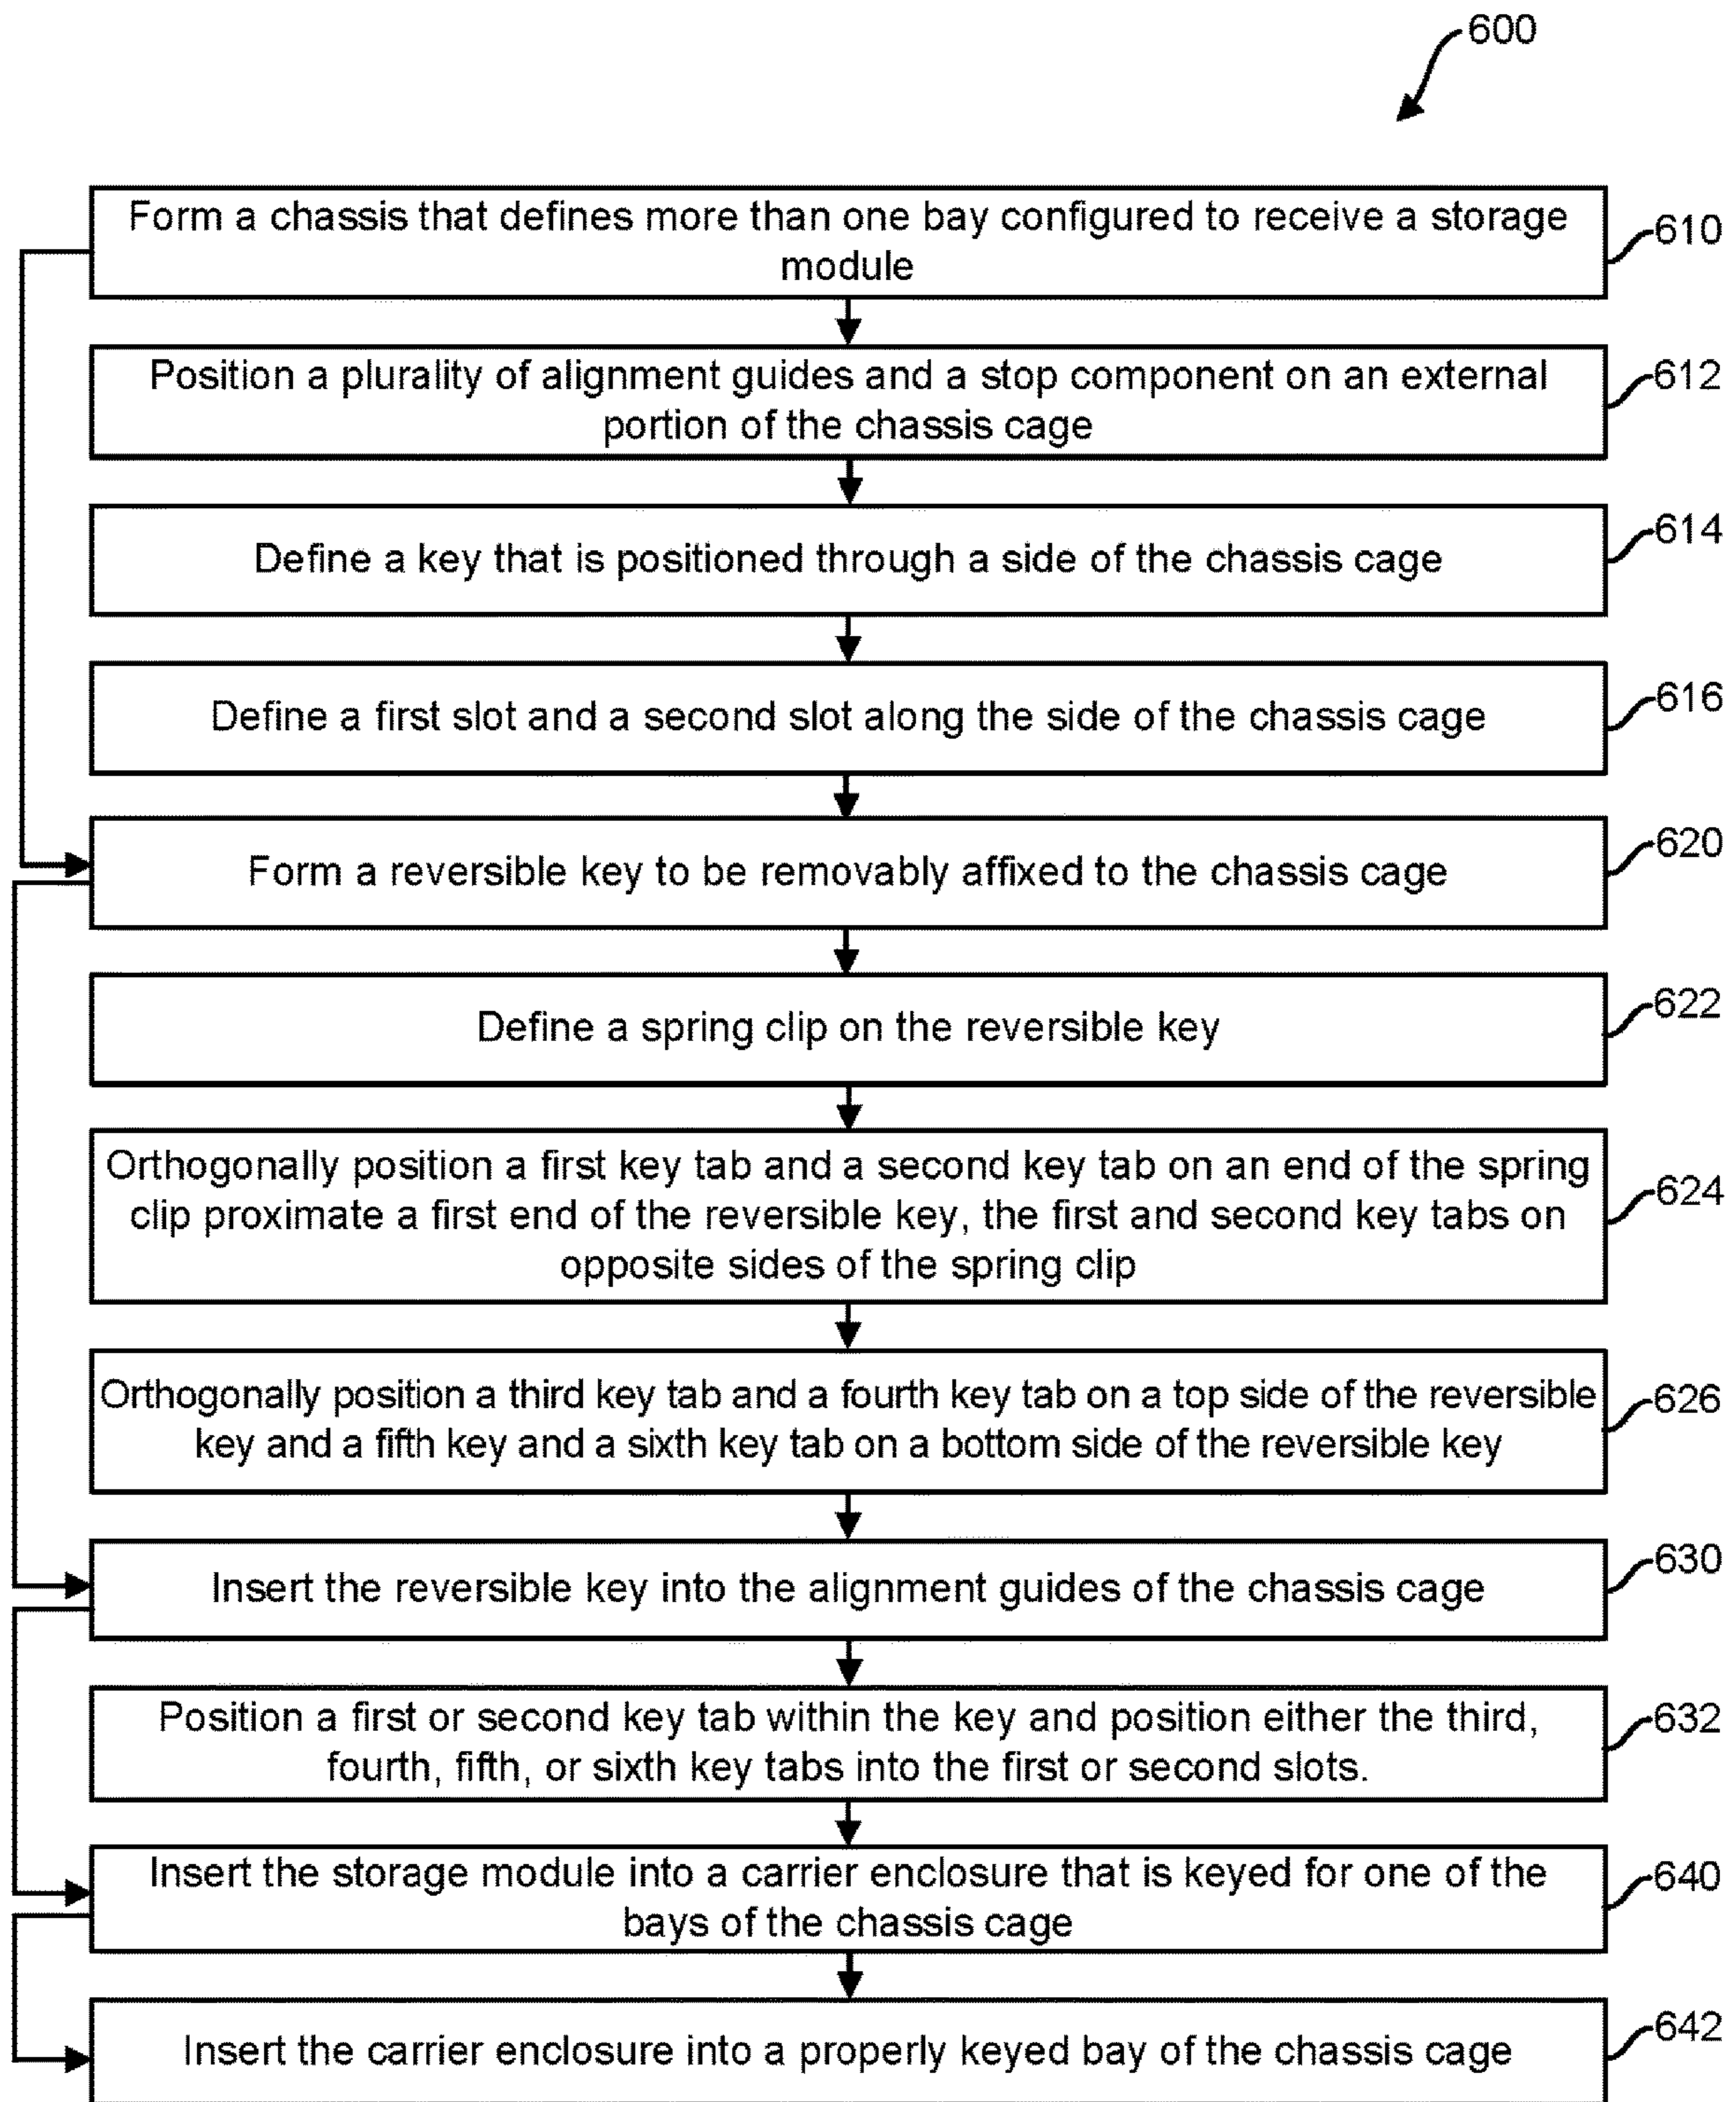 600
Form a chassis that defines more than one bay configured to receive a storage
module
610
Position a plurality of alignment guides and a stop component on an external
portion of the chassis cage
612
Define a key that is positioned through a side of the chassis cage
614
Define a first slot and a second slot along the side of the chassis cage
616
Form a reversible key to be removably affixed to the chassis cage
620
Define a spring clip on the reversible key
622
Orthogonally position a first key tab and a second key tab on an end of the spring
clip proximate a first end of the reversible key, the first and second key tabs on
opposite sides of the spring clip
624
Orthogonally position a third key tab and a fourth key tab on a top side of the reversible
key and a fifth key and a sixth key tab on a bottom side of the reversible key
626
Insert the reversible key into the alignment guides of the chassis cage
630
Position a first or second key tab within the key and position either the third,
fourth, fifth, or sixth key tabs into the first or second slots.
632
Insert the storage module into a carrier enclosure that is keyed for one of the
bays of the chassis cage
640
Insert the carrier enclosure into a properly keyed bay of the chassis cage
642